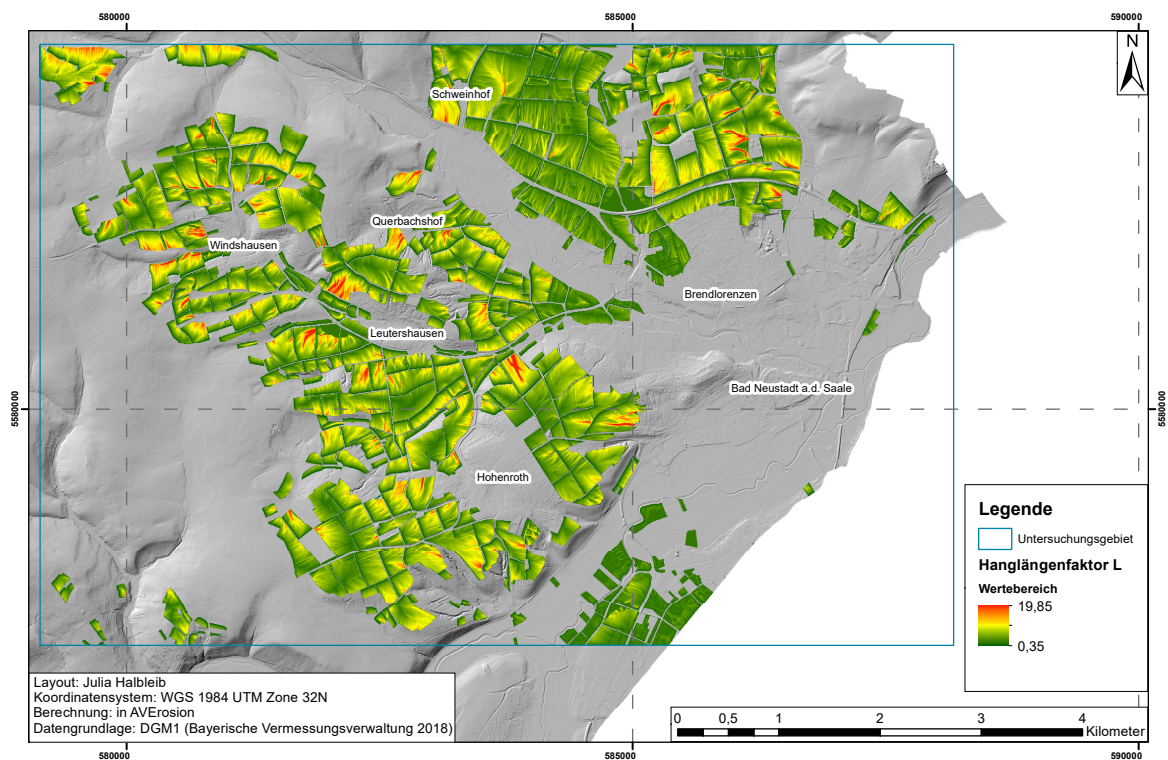 580000
585000
590000
N
Schweinhof
Querbachshof
Windshausen
Brendlorenzen
Leutershausen
Bad Neustadt a.d. Saale
5580000
5580000
Hohenroth
Legende
Untersuchungsgebiet
Hanglängenfaktor L
Wertebereich
19,85
0,35
Layout: Julia Halbleib
Koordinatensystem: WGS 1984 UTM Zone 32N
Berechnung: in AVErosion
Datengrundlage: DGM1 (Bayerische Vermessungsverwaltung 2018)
0 0,5 1 2 3 4
Kilometer
580000
585000
590000